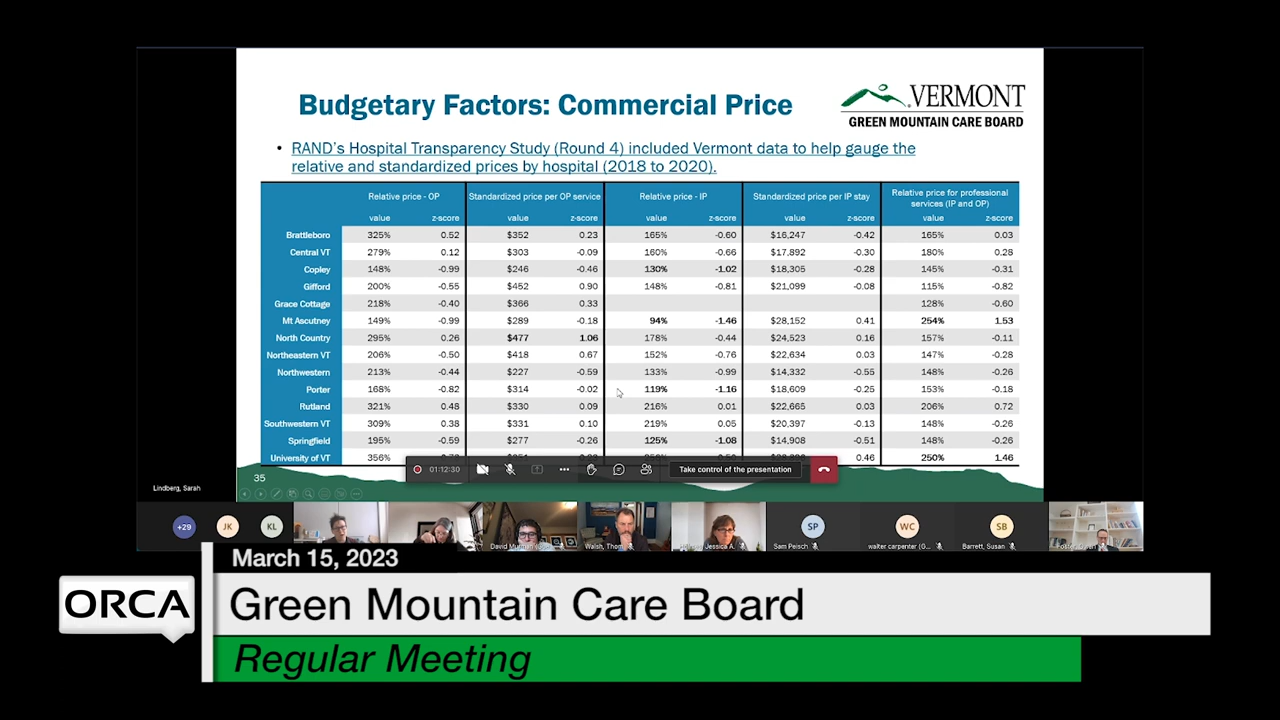 Budgetary Factors: Commercial Price
VERMONT
GREEN MOUNTAIN CARE BOARD
• RAND's Hospital Transparency Study (Round 4) included Vermont data to help gauge the
relative and standardized prices by hospital (2018 to 2020).
Relative price - OP Standardized price per OP service Relative price - IP Standardized price per IP stay Relative price for professional services (IP and OP)
value z-score value z-score value z-score value z-score value z-score
Brattleboro 325% 0.52 $352 0.23 165% -0.60 $16,247 -0.42 165% 0.03
Central VT 279% 0.12 $303 -0.09 160% -0.66 $17,892 -0.30 180% 0.28
Copley 148% -0.99 $246 -0.46 130% -1.02 $18,305 -0.28 145% -0.31
Gifford 200% -0.55 $452 0.90 148% -0.81 $21,099 -0.08 115% -0.82
Grace Cottage 218% -0.40 $366 0.33 128% -0.60
Mt Ascutney 149% -0.99 $289 -0.18 94% -1.46 $28,152 0.41 254% 1.53
North Country 295% 0.26 $477 1.06 178% -0.44 $24,523 0.16 157% -0.11
Northeastern VT 206% -0.50 $418 0.67 152% -0.76 $22,634 0.03 147% -0.28
Northwestern 213% -0.44 $227 -0.59 133% -0.99 $14,332 -0.55 148% -0.26
Porter 168% -0.82 $314 -0.02 119% -1.16 $18,609 -0.25 153% -0.18
Rutland 321% 0.48 $330 0.09 216% 0.01 $22,665 0.03 206% 0.72
Southwestern VT 309% 0.38 $331 0.10 219% 0.05 $20,397 -0.13 148% -0.26
Springfield 195% -0.59 $277 -0.26 125% -1.08 $14,908 -0.51 148% -0.26
University of VT 356% 0.46 250% 1.46
01:12:30 Take control of the presentation
35
Lindberg, Sarah
+29 JK KL SP WC SB
David Walsh, Thom Jessica A. Sam Peisch walter carpenter (G... Barrett, Susan
March 15, 2023
ORCA
Green Mountain Care Board
Regular Meeting